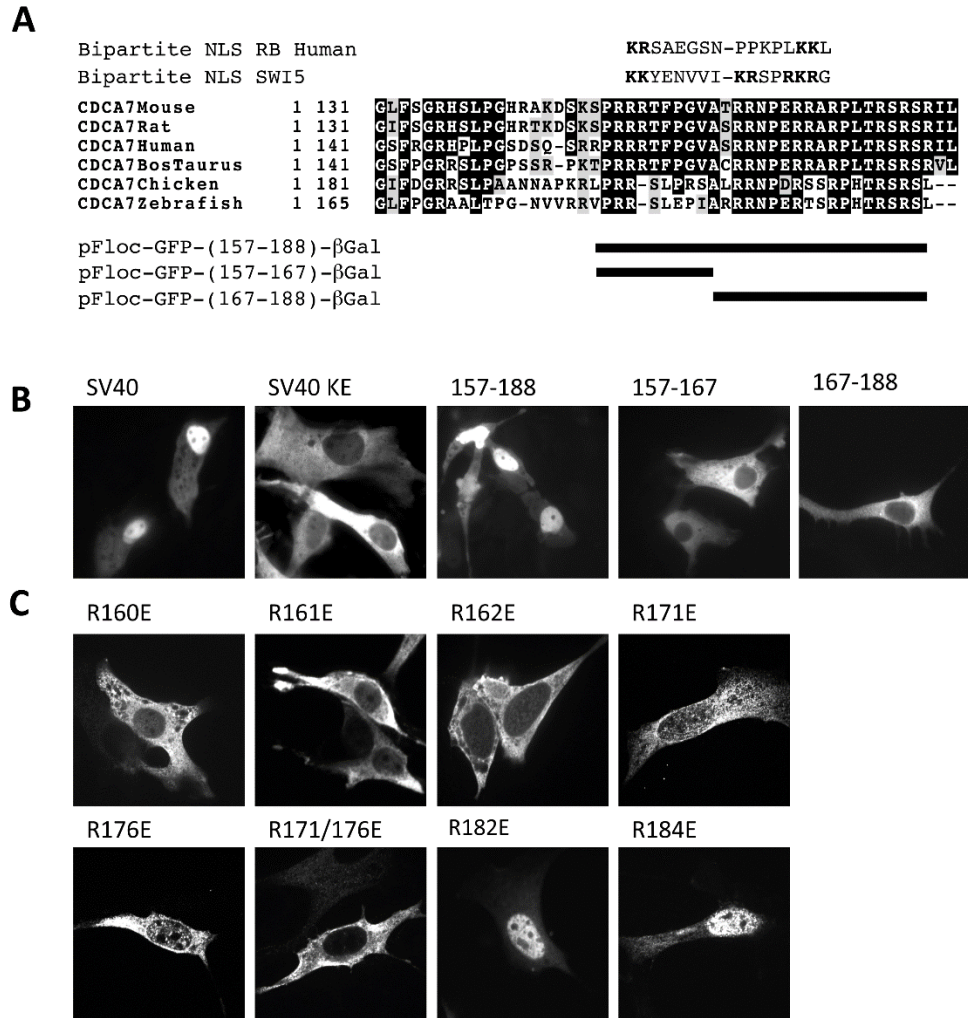 A
Bipartite NLS RB Human KRSAEGSN-PPKPLKKL
Bipartite NLS SWI5 KKYENVVI-KRSPRKRG
CDCA7Mouse 1 131 GLFSGRHSLPGHRAKDSKSPRRRTFPGVATRRNPERRARPLTRSRSRIL
CDCA7Rat 1 131 GIFSGRHSLPGHRTKDSKSPRRRTFPGVASRRNPERRARPLTRSRSRIL
CDCA7Human 1 141 GSFRGRHPLPGSDSQ-SRRPRRRTFPGVASRRNPERRARPLTRSRSRIL
CDCA7BosTaurus 1 141 GSFPGRRSLPGPSSR-PKTPRRRTFPGVACRRNPERRARPLTRSRSRVL
CDCA7Chicken 1 181 GIFDGRRSLPAANNAPKRLPRR-SLPRSALRRNPDRSSRPHTRSRSL--
CDCA7Zebrafish 1 165 GLFPGRAALTPG-NVVRRVPRR-SLEPIARRRNPERTSRPHTRSRSL--
pFloc-GFP-(157-188)-βGal
pFloc-GFP-(157-167)-βGal
pFloc-GFP-(167-188)-βGal
B
SV40 SV40 KE 157-188 157-167 167-188
C
R160E R161E R162E R171E
R176E R171/176E R182E R184E